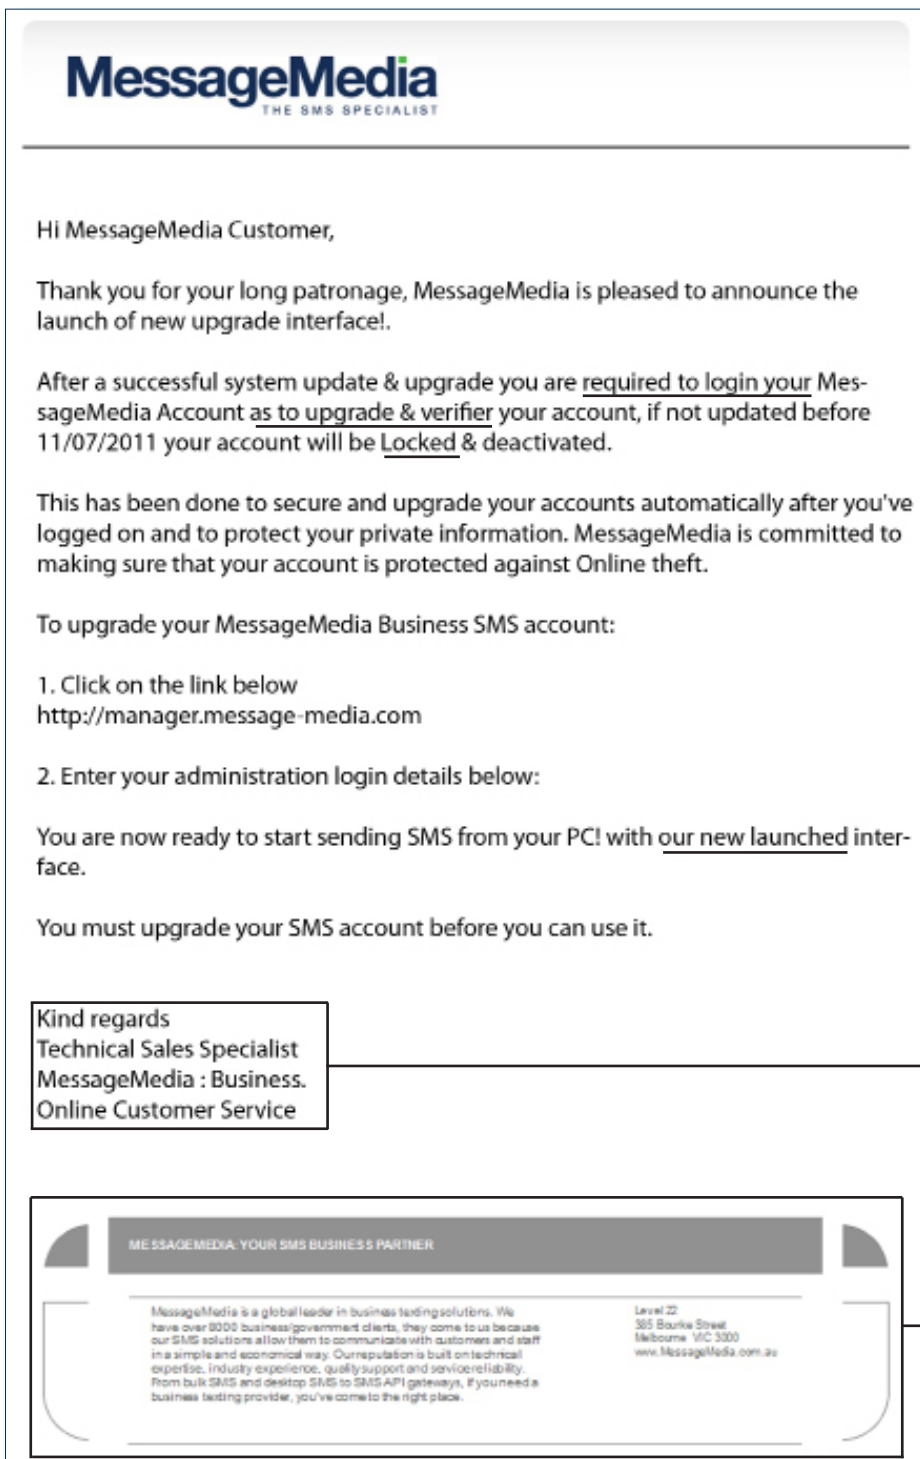 MessageMedia
THE SMS SPECIALIST
Hi MessageMedia Customer,
Thank you for your long patronage, MessageMedia is pleased to announce the
launch of new upgrade interface!.
After a successful system update & upgrade you are required to login your Mes-
sageMedia Account as to upgrade & verifier your account, if not updated before
11/07/2011 your account will be Locked & deactivated.
This has been done to secure and upgrade your accounts automatically after you've
logged on and to protect your private information. MessageMedia is committed to
making sure that your account is protected against Online theft.
To upgrade your MessageMedia Business SMS account:
1. Click on the link below
http://manager.message-media.com
2. Enter your administration login details below:
You are now ready to start sending SMS from your PC! with our new launched inter-
face.
You must upgrade your SMS account before you can use it.
Kind regards
Technical Sales Specialist
MessageMedia : Business.
Online Customer Service
MESSAGEMEDIA: YOUR SMS BUSINESS PARTNER
MessageMedia is a global leader in business texting solutions. We
have over 8000 business/government clients, they come to us because
our SMS solutions allow them to communicate with customers and staff
in a simple and economical way. Our reputation is built on technical
expertise, industry experience, quality support and service reliability.
From bulk SMS and desktop SMS to SMS API gateways, if you need a
business texting provider, you've come to the right place.
Level 22
385 Bourke Street
Melbourne VIC 3000
www.MessageMedia.com.au